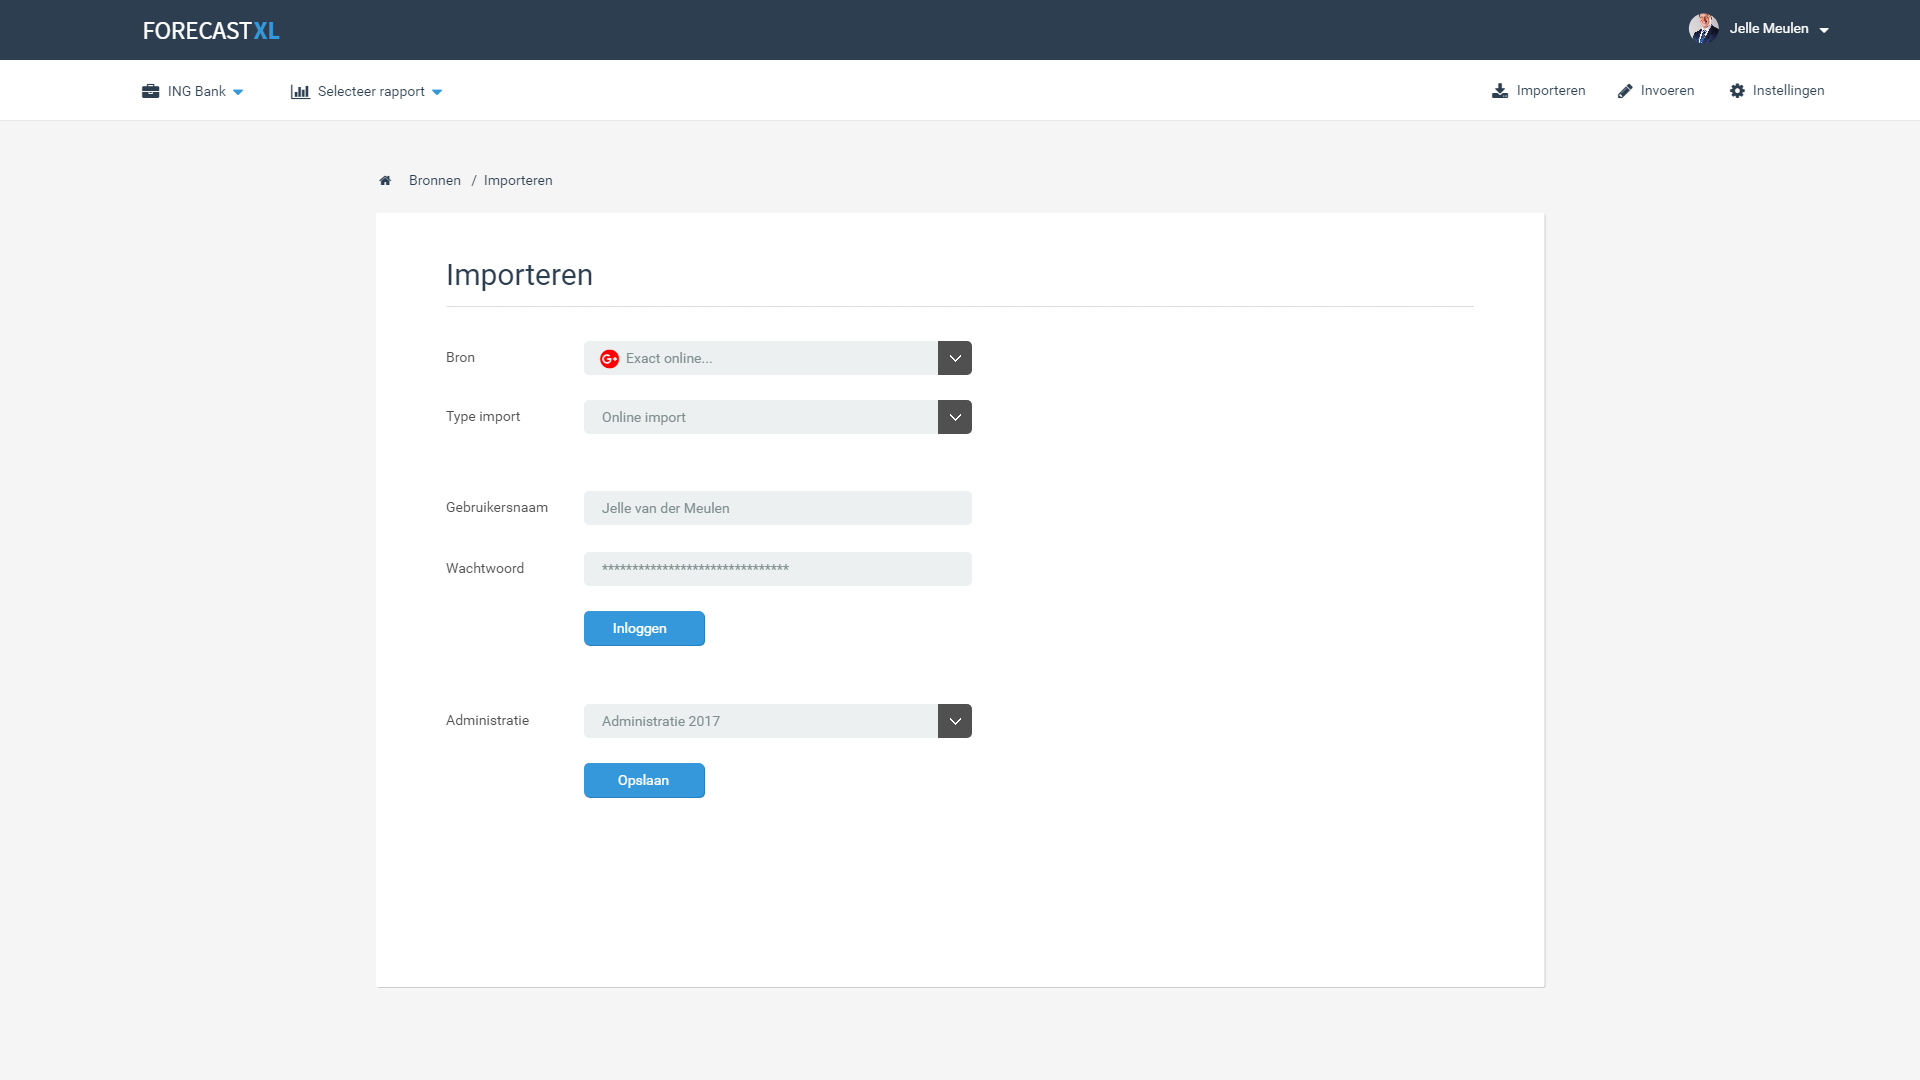 FORECASTXL
Jelle Meulen
ING Bank
Selecteer rapport
Importeren
Invoeren
Instellingen
Bronnen / Importeren
Importeren
Bron
Exact online...
Type import
Online import
Gebruikersnaam
Jelle van der Meulen
Wachtwoord
*******************************
Inloggen
Administratie
Administratie 2017
Opslaan